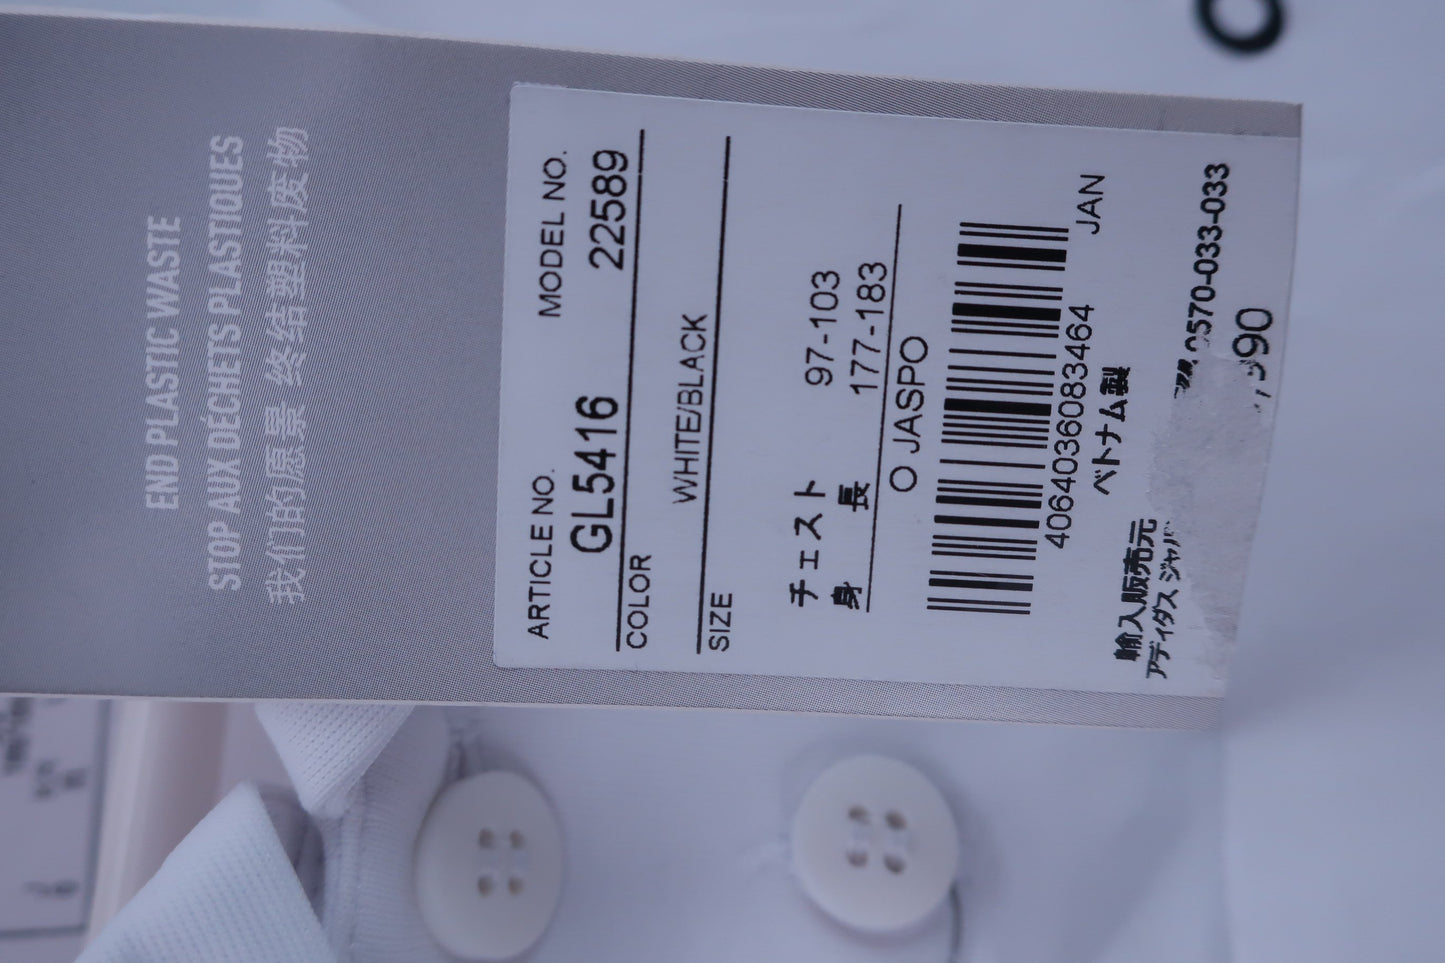 END PLASTIC WASTE
STOP AUX DÉCHETS PLASTIQUES
我们的愿景 终结塑料废物
ARTICLE NO. MODEL NO.
GL5416 22589
COLOR
WHITE/BLACK
SIZE
チェスト 97-103
身 長 177-183
O JASPO
JAN
4064036083464
ベトナム製
輸入販売元
アディダス ジャパ
0570-033-033
,990